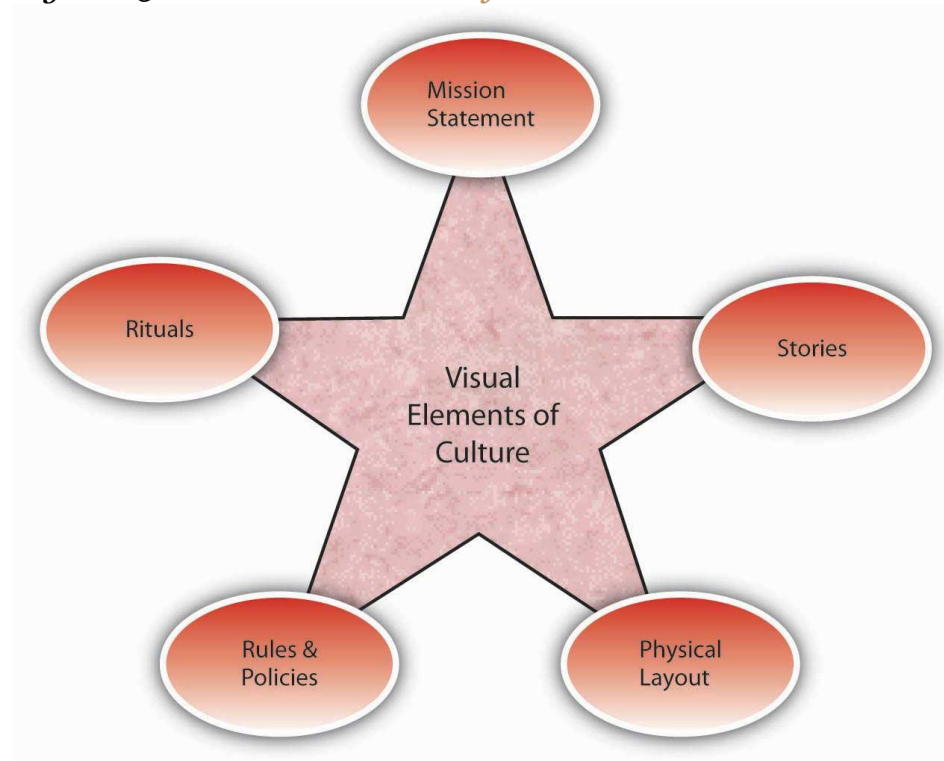 Mission
Statement
Rituals
Stories
Visual
Elements of
Culture
Rules &
Policies
Physical
Layout